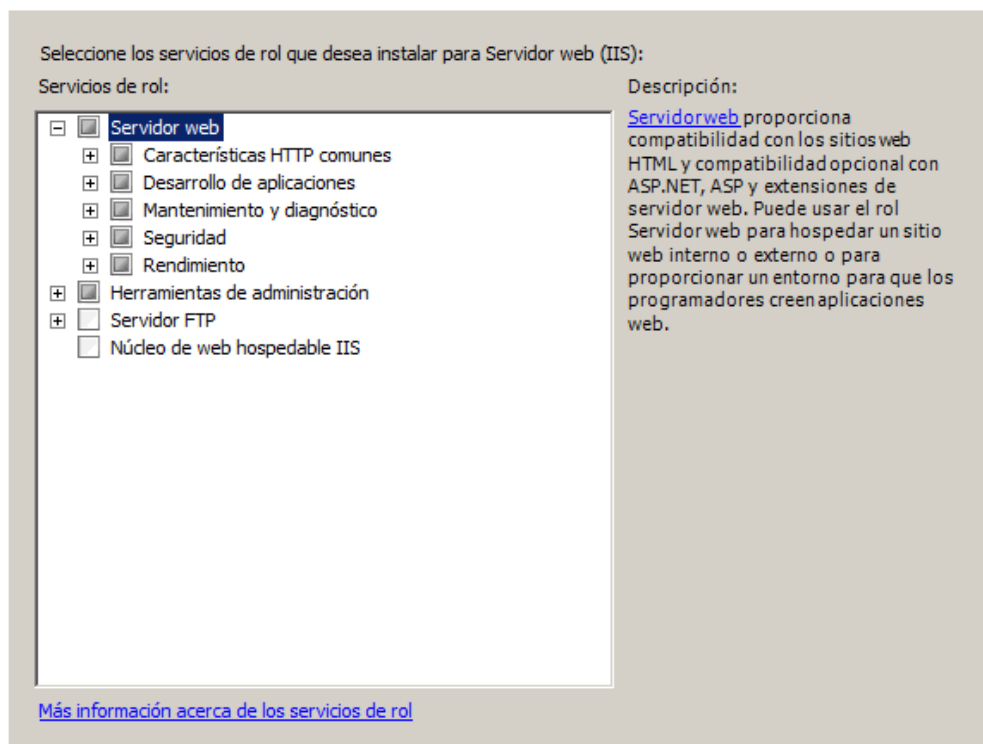 Seleccione los servicios de rol que desea instalar para Servidor web (IIS):
Servicios de rol:
Servidor web
Características HTTP comunes
Desarrollo de aplicaciones
Mantenimiento y diagnóstico
Seguridad
Rendimiento
Herramientas de administración
Servidor FTP
Núcleo de web hospedable IIS
Más información acerca de los servicios de rol
Descripción:
Servidor web proporciona
compatibilidad con los sitios web
HTML y compatibilidad opcional con
ASP.NET, ASP y extensiones de
servidor web. Puede usar el rol
Servidor web para hospedar un sitio
web interno o externo o para
proporcionar un entorno para que los
programadores creen aplicaciones
web.